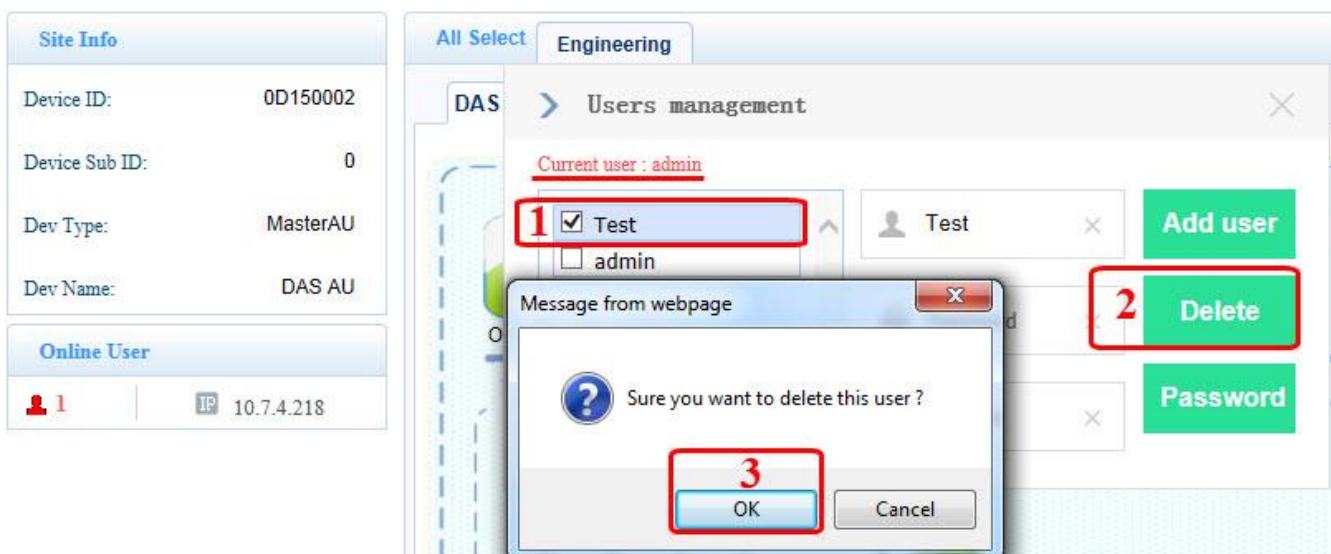 Site Info
Device ID: 0D150002
Device Sub ID: 0
Dev Type: MasterAU
Dev Name: DAS AU
Online User
1 IP 10.7.4.218
All Select Engineering
DAS
Users management
Current user : admin
1 Test
admin
Test
Add user
2 Delete
Password
Message from webpage
Sure you want to delete this user ?
3
OK Cancel